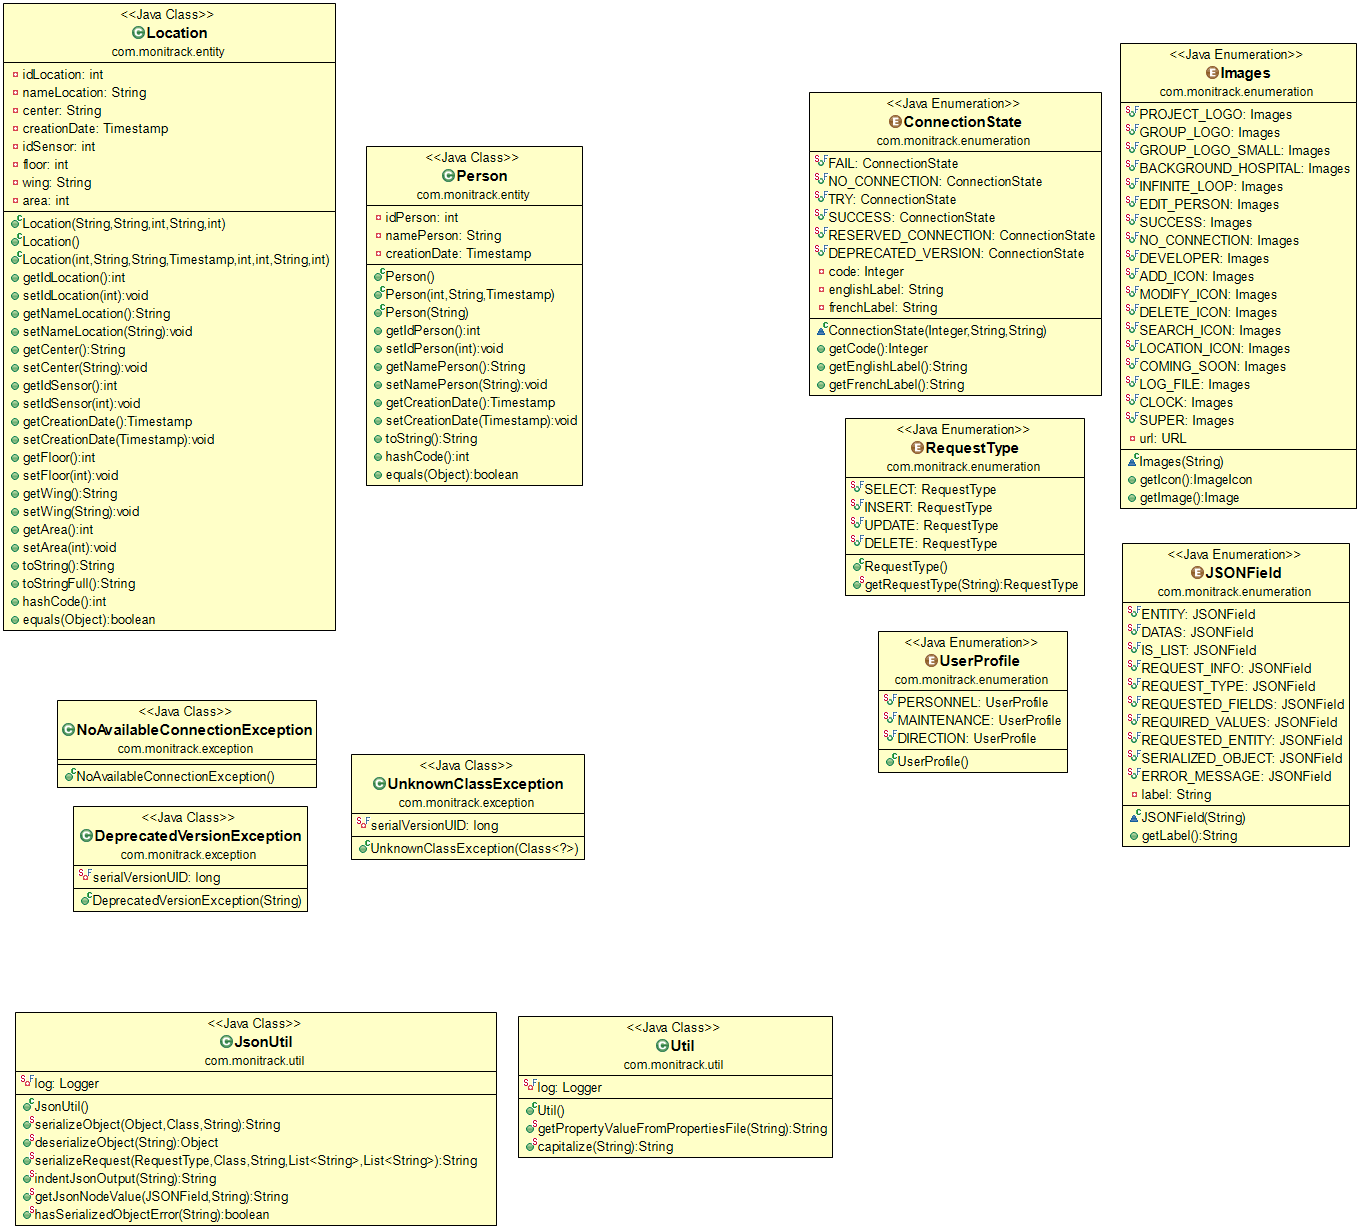 <<Java Class>>
Location
com.monitrack.entity
idLocation: int
nameLocation: String
center: String
creationDate: Timestamp
idSensor: int
floor: int
wing: String
area: int
Location(String,String,int,String,int)
Location()
Location(int,String,String,Timestamp,int,int,String,int)
getIdLocation():int
setIdLocation(int):void
getNameLocation():String
setNameLocation(String):void
getCenter():String
setCenter(String):void
getIdSensor():int
setIdSensor(int):void
getCreationDate():Timestamp
setCreationDate(Timestamp):void
getFloor():int
setFloor(int):void
getWing():String
setWing(String):void
getArea():int
setArea(int):void
toString():String
toStringFull():String
hashCode():int
equals(Object):boolean
<<Java Class>>
Person
com.monitrack.entity
idPerson: int
namePerson: String
creationDate: Timestamp
Person()
Person(int,String,Timestamp)
Person(String)
getIdPerson():int
setIdPerson(int):void
getNamePerson():String
setNamePerson(String):void
getCreationDate():Timestamp
setCreationDate(Timestamp):void
toString():String
hashCode():int
equals(Object):boolean
<<Java Enumeration>>
ConnectionState
com.monitrack.enumeration
FAIL: ConnectionState
NO_CONNECTION: ConnectionState
TRY: ConnectionState
SUCCESS: ConnectionState
RESERVED_CONNECTION: ConnectionState
DEPRECATED_VERSION: ConnectionState
code: Integer
englishLabel: String
frenchLabel: String
ConnectionState(Integer,String,String)
getCode():Integer
getEnglishLabel():String
getFrenchLabel():String
<<Java Enumeration>>
Images
com.monitrack.enumeration
PROJECT_LOGO: Images
GROUP_LOGO: Images
GROUP_LOGO_SMALL: Images
BACKGROUND_HOSPITAL: Images
INFINITE_LOOP: Images
EDIT_PERSON: Images
SUCCESS: Images
NO_CONNECTION: Images
DEVELOPER: Images
ADD_ICON: Images
MODIFY_ICON: Images
DELETE_ICON: Images
SEARCH_ICON: Images
LOCATION_ICON: Images
COMING_SOON: Images
LOG_FILE: Images
CLOCK: Images
SUPER: Images
url: URL
Images(String)
getIcon():ImageIcon
getImage():Image
<<Java Enumeration>>
RequestType
com.monitrack.enumeration
SELECT: RequestType
INSERT: RequestType
UPDATE: RequestType
DELETE: RequestType
RequestType()
getRequestType(String):RequestType
<<Java Enumeration>>
JSONField
com.monitrack.enumeration
ENTITY: JSONField
DATAS: JSONField
IS_LIST: JSONField
REQUEST_INFO: JSONField
REQUEST_TYPE: JSONField
REQUESTED_FIELDS: JSONField
REQUIRED_VALUES: JSONField
REQUESTED_ENTITY: JSONField
SERIALIZED_OBJECT: JSONField
ERROR_MESSAGE: JSONField
label: String
JSONField(String)
getLabel():String
<<Java Enumeration>>
UserProfile
com.monitrack.enumeration
PERSONNEL: UserProfile
MAINTENANCE: UserProfile
DIRECTION: UserProfile
UserProfile()
<<Java Class>>
NoAvailableConnectionException
com.monitrack.exception
NoAvailableConnectionException()
<<Java Class>>
UnknownClassException
com.monitrack.exception
serialVersionUID: long
UnknownClassException(Class<?>)
<<Java Class>>
DeprecatedVersionException
com.monitrack.exception
serialVersionUID: long
DeprecatedVersionException(String)
<<Java Class>>
JsonUtil
com.monitrack.util
log: Logger
JsonUtil()
serializeObject(Object,Class,String):String
deserializeObject(String):Object
serializeRequest(RequestType,Class,String,List<String>,List<String>):String
indentJsonOutput(String):String
getJsonNodeValue(JSONField,String):String
hasSerializedObjectError(String):boolean
<<Java Class>>
Util
com.monitrack.util
log: Logger
Util()
getPropertyValueFromPropertiesFile(String):String
capitalize(String):String